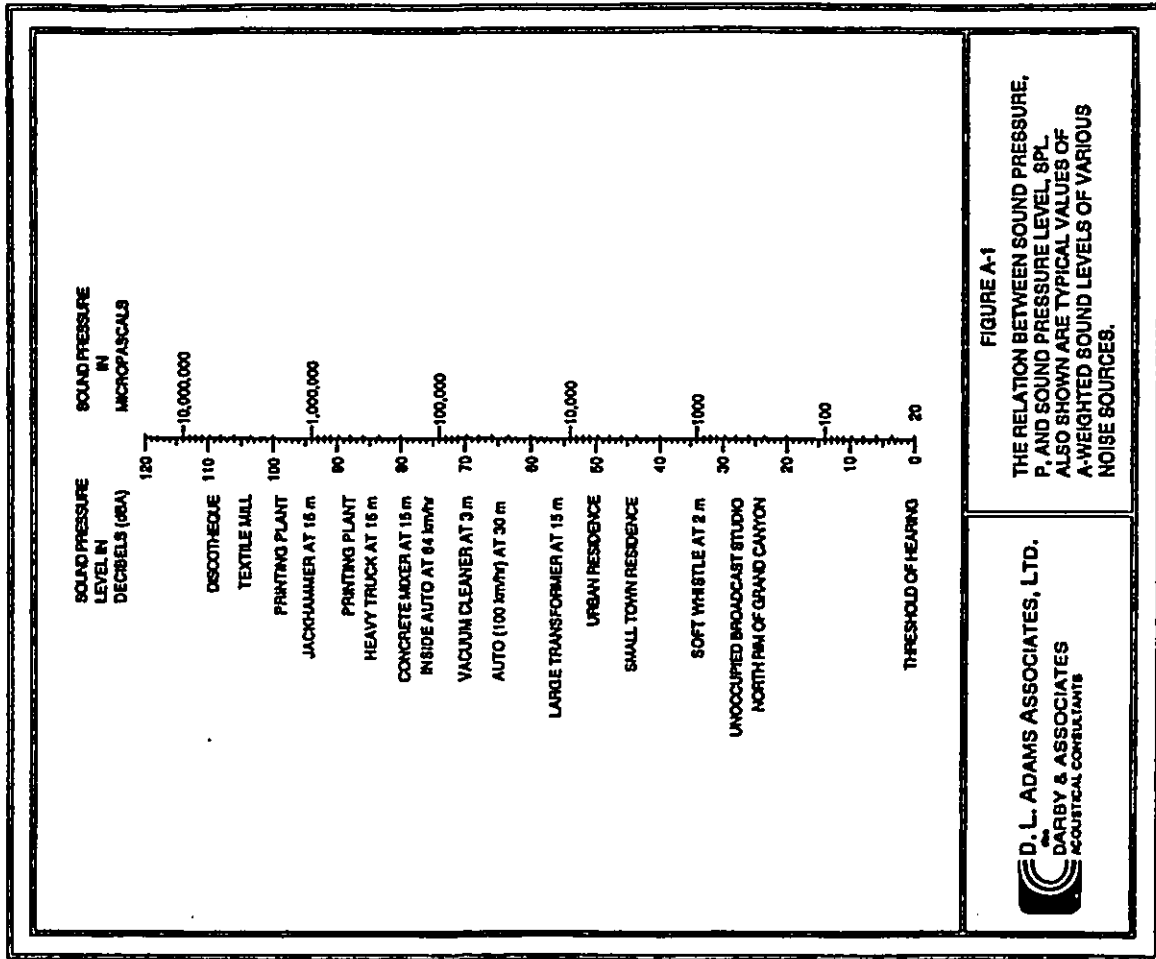 SOUND PRESSURE
LEVEL IN
DECIBELS (dBA)
SOUND PRESSURE
IN
MICROPASCALS
120
10,000,000
110
DISCOTHEQUE
TEXTILE MILL
100
PRINTING PLANT
JACKHAMMER AT 15 m
1,000,000
90
PRINTING PLANT
HEAVY TRUCK AT 15 m
80
CONCRETE MIXER AT 15 m
INSIDE AUTO AT 64 km/hr
100,000
70
VACUUM CLEANER AT 3 m
AUTO (100 km/hr) AT 30 m
60
LARGE TRANSFORMER AT 15 m
10,000
50
URBAN RESIDENCE
SMALL TOWN RESIDENCE
40
SOFT WHISTLE AT 2 m
1000
30
UNOCCUPIED BROADCAST STUDIO
NORTH RIM OF GRAND CANYON
20
100
10
THRESHOLD OF HEARING
0
20
D. L. ADAMS ASSOCIATES, LTD.
dba
DARBY & ASSOCIATES
ACOUSTICAL CONSULTANTS
FIGURE A-1
THE RELATION BETWEEN SOUND PRESSURE,
P, AND SOUND PRESSURE LEVEL, SPL.
ALSO SHOWN ARE TYPICAL VALUES OF
A-WEIGHTED SOUND LEVELS OF VARIOUS
NOISE SOURCES.